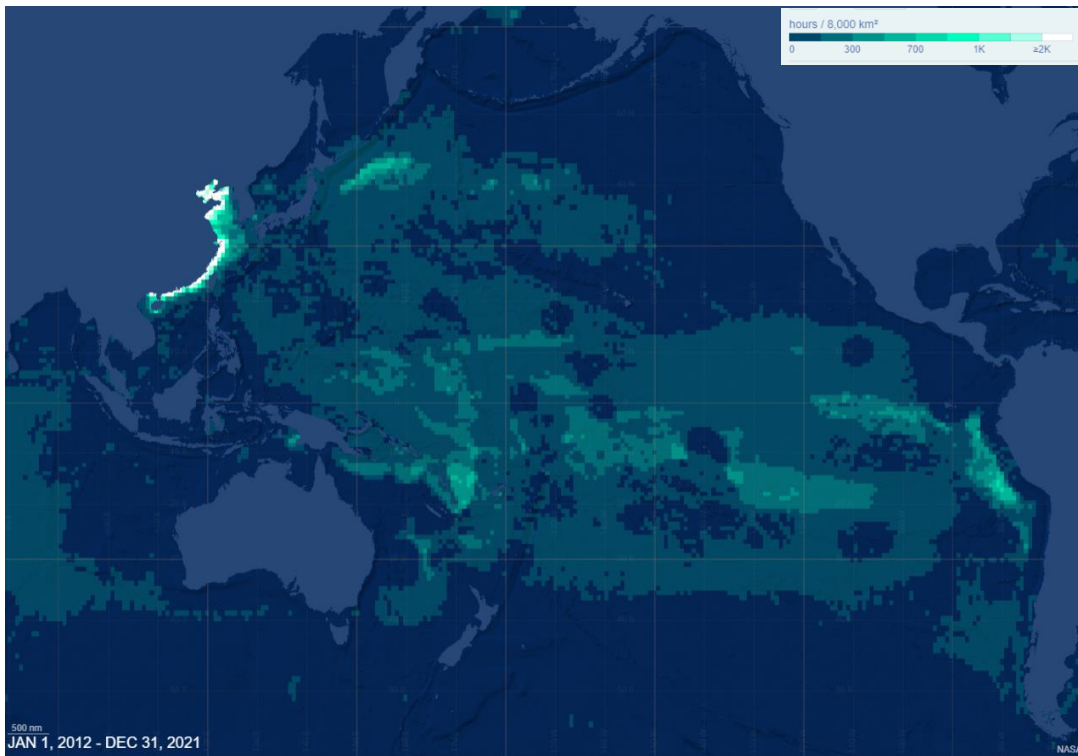 hours / 8,000 km²
0 300 700 1K ≥2K
500 nm
JAN 1, 2012 - DEC 31, 2021
NASA